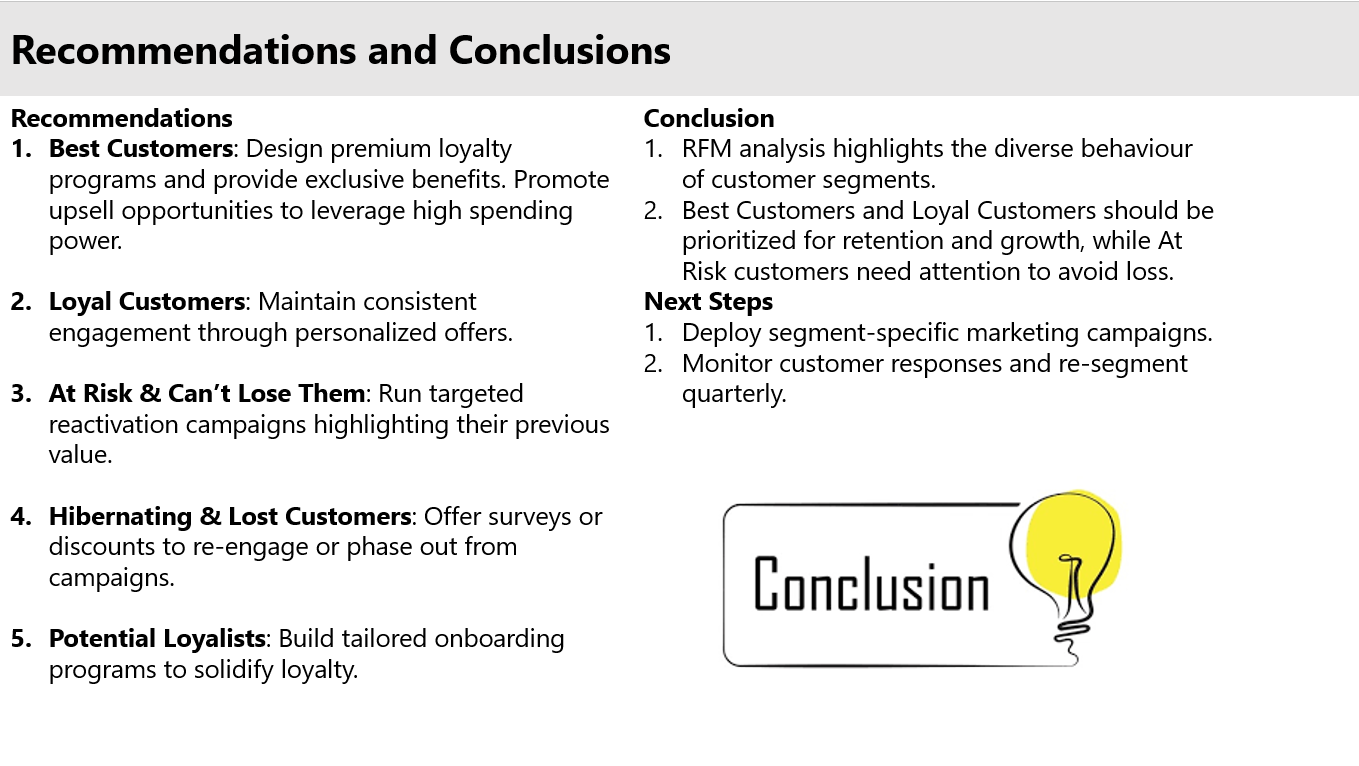 Recommendations and Conclusions
Recommendations
1. Best Customers: Design premium loyalty
programs and provide exclusive benefits. Promote
upsell opportunities to leverage high spending
power.
2. Loyal Customers: Maintain consistent
engagement through personalized offers.
3. At Risk & Can’t Lose Them: Run targeted
reactivation campaigns highlighting their previous
value.
4. Hibernating & Lost Customers: Offer surveys or
discounts to re-engage or phase out from
campaigns.
5. Potential Loyalists: Build tailored onboarding
programs to solidify loyalty.
Conclusion
1. RFM analysis highlights the diverse behaviour
of customer segments.
2. Best Customers and Loyal Customers should be
prioritized for retention and growth, while At
Risk customers need attention to avoid loss.
Next Steps
1. Deploy segment-specific marketing campaigns.
2. Monitor customer responses and re-segment
quarterly.
Conclusion